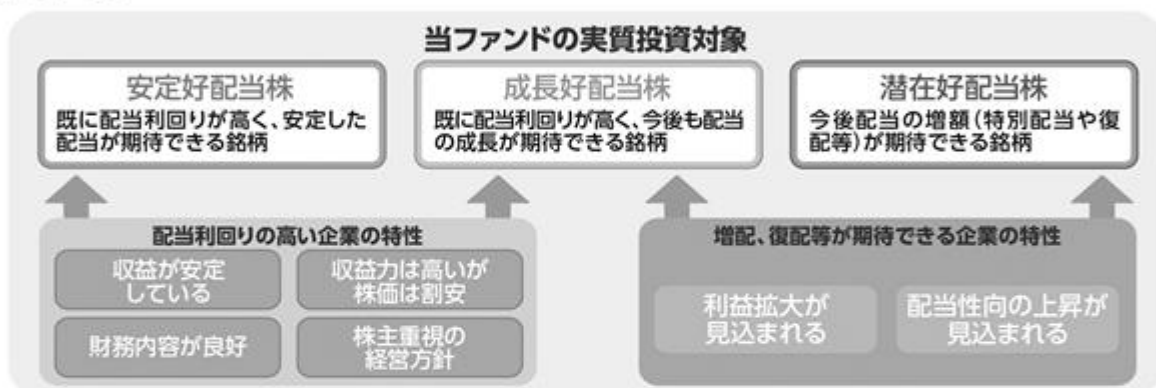 当ファンドの実質投資対象
安定好配当株
既に配当利回りが高く、安定した
配当が期待できる銘柄
成長好配当株
既に配当利回りが高く、今後も配当
の成長が期待できる銘柄
潜在好配当株
今後配当の増額(特別配当や復
配等)が期待できる銘柄
配当利回りの高い企業の特性
収益が安定
している
収益力は高いが
株価は割安
財務内容が良好
株主重視の
経営方針
増配、復配等が期待できる企業の特性
利益拡大が
見込まれる
配当性向の上昇が
見込まれる